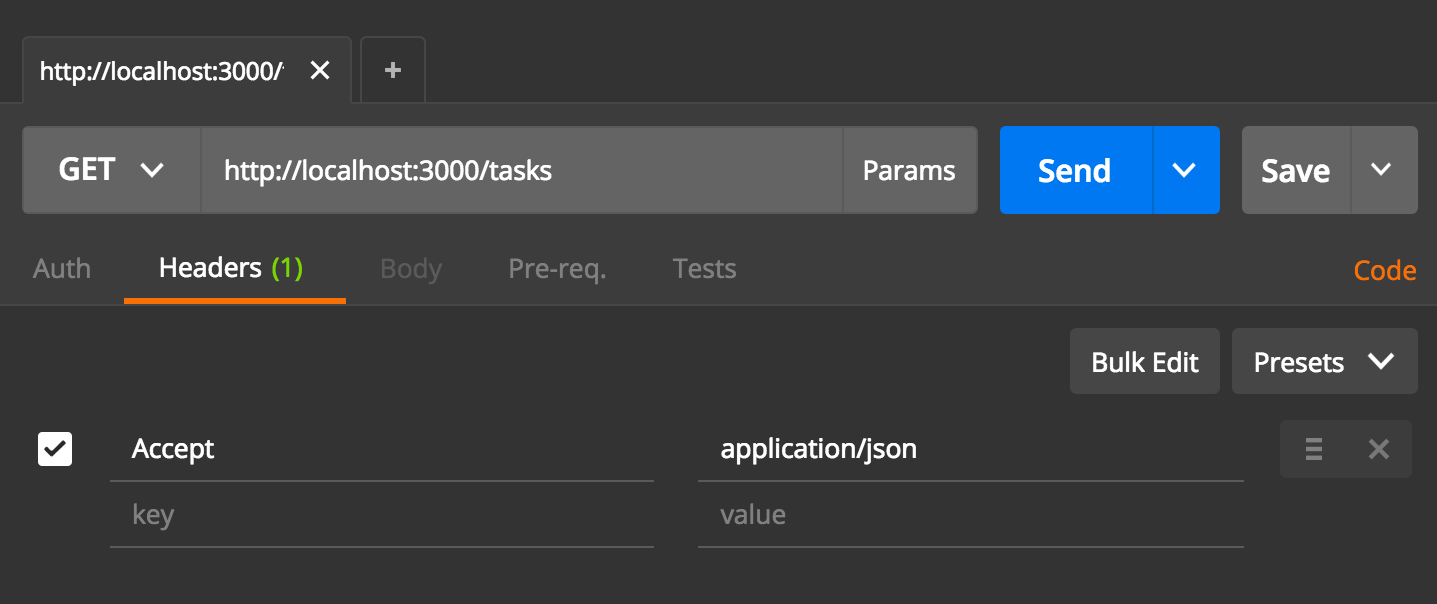 http://localhost:3000/
GET http://localhost:3000/tasks Params Send Save
Auth Headers (1) Body Pre-req. Tests Code
Bulk Edit Presets
Accept application/json
key value